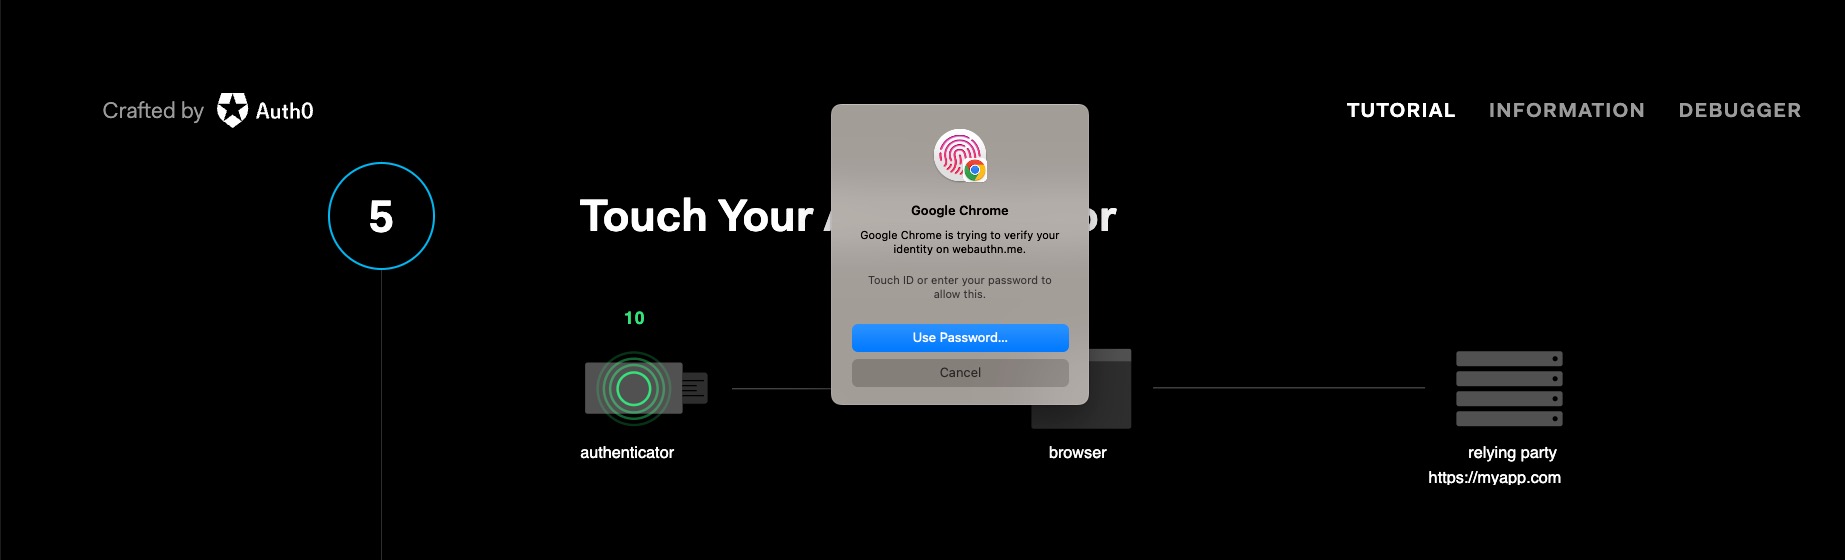 Crafted by Auth0
TUTORIAL INFORMATION DEBUGGER
5
Touch Your
or
Google Chrome
Google Chrome is trying to verify your
identity on webauthn.me.
Touch ID or enter your password to
allow this.
Use Password...
Cancel
10
authenticator
browser
relying party
https://myapp.com